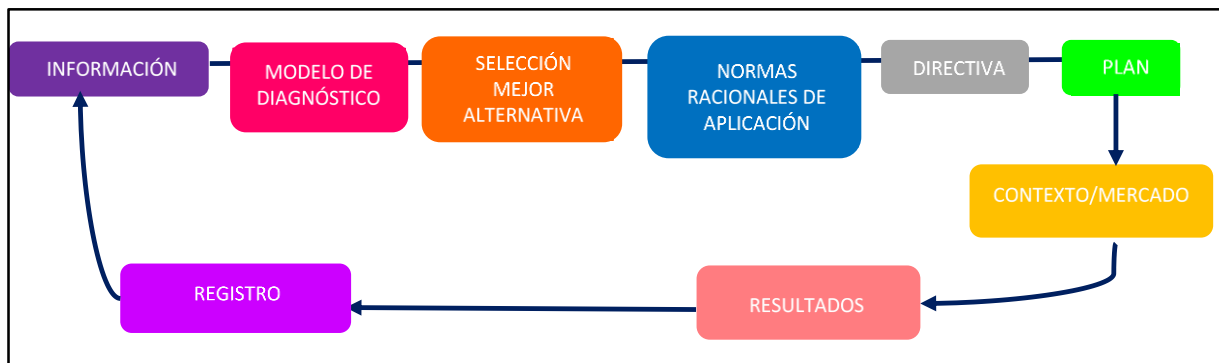 INFORMACIÓN
MODELO DE
DIAGNÓSTICO
SELECCIÓN
MEJOR
ALTERNATIVA
NORMAS
RACIONALES DE
APLICACIÓN
DIRECTIVA
PLAN
CONTEXTO/MERCADO
RESULTADOS
REGISTRO